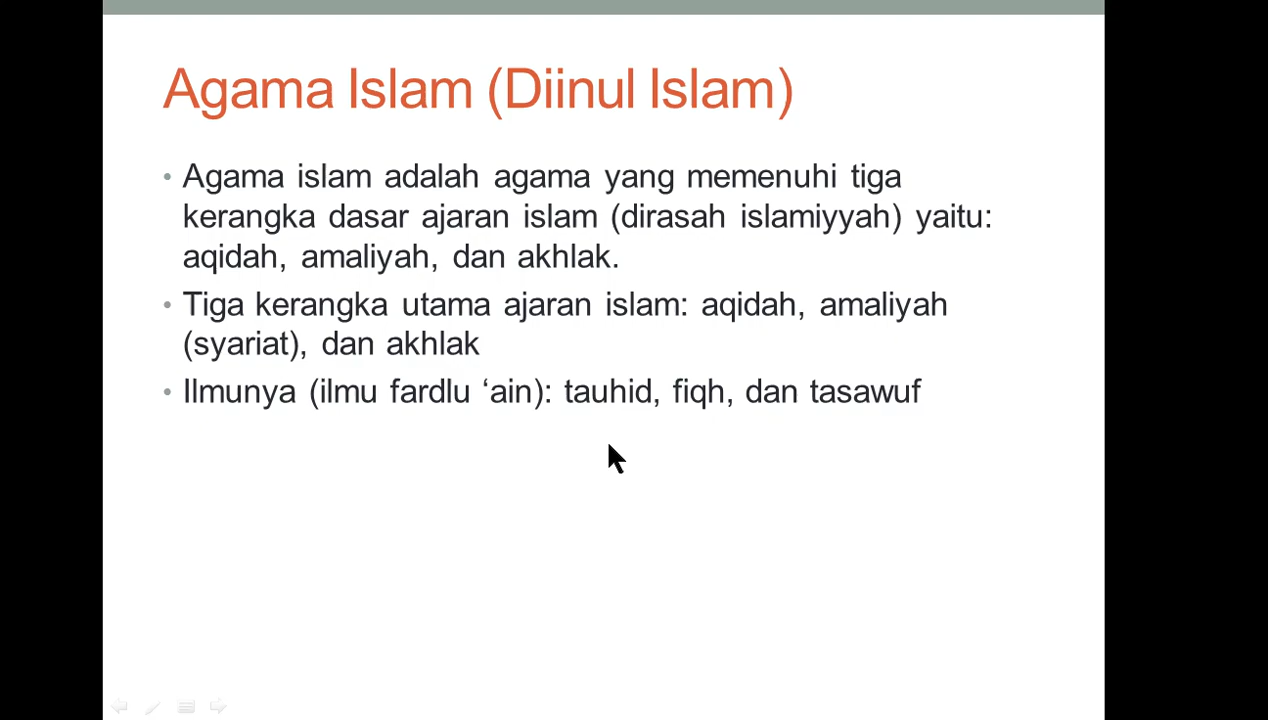 Agama Islam (Diinul Islam)
• Agama islam adalah agama yang memenuhi tiga
kerangka dasar ajaran islam (dirasah islamiyyah) yaitu:
aqidah, amaliyah, dan akhlak.
• Tiga kerangka utama ajaran islam: aqidah, amaliyah
(syariat), dan akhlak
• Ilmunya (ilmu fardlu ‘ain): tauhid, fiqh, dan tasawuf